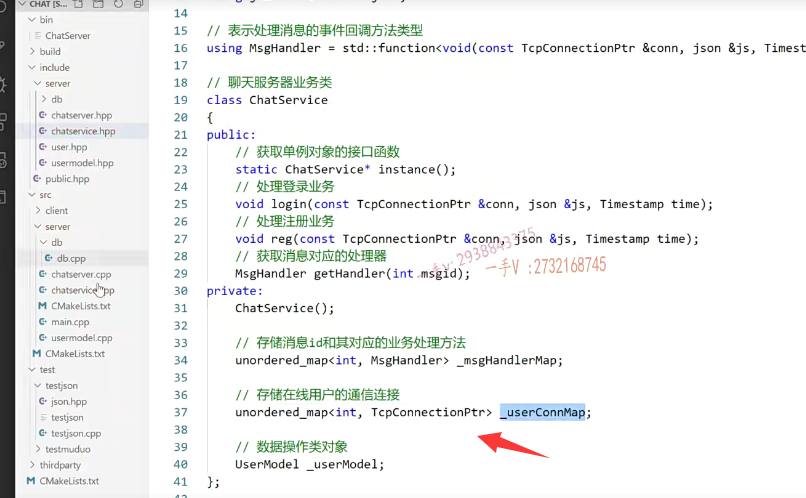 CHAT [S...
bin
ChatServer
build
include
server
db
chatserver.hpp
chatservice.hpp
user.hpp
usermodel.hpp
public.hpp
src
client
server
db
db.cpp
chatserver.cpp
CMakeLists.txt
main.cpp
usermodel.cpp
CMakeLists.txt
test
testjson
json.hpp
testjson
testjson.cpp
testmuduo
thirdparty
CMakeLists.txt
14
15 // 表示处理消息的事件回调方法类型
16 using MsgHandler = std::function<void(const TcpConnectionPtr &conn, json &js, Timest
17
18 // 聊天服务器业务类
19 class ChatService
20 {
21 public:
22 // 获取单例对象的接口函数
23 static ChatService* instance();
24 // 处理登录业务
25 void login(const TcpConnectionPtr &conn, json &js, Timestamp time);
26 // 处理注册业务
27 void reg(const TcpConnectionPtr &conn, json &js, Timestamp time);
28 // 获取消息对应的处理器
29 MsgHandler getHandler(int msgid);
30 private:
31 ChatService();
32
33 // 存储消息id和其对应的业务处理方法
34 unordered_map<int, MsgHandler> _msgHandlerMap;
35
36 // 存储在线用户的通信连接
37 unordered_map<int, TcpConnectionPtr> _userConnMap;
38
39 // 数据操作类对象
40 UserModel _userModel;
41 };
一手V :2732168745